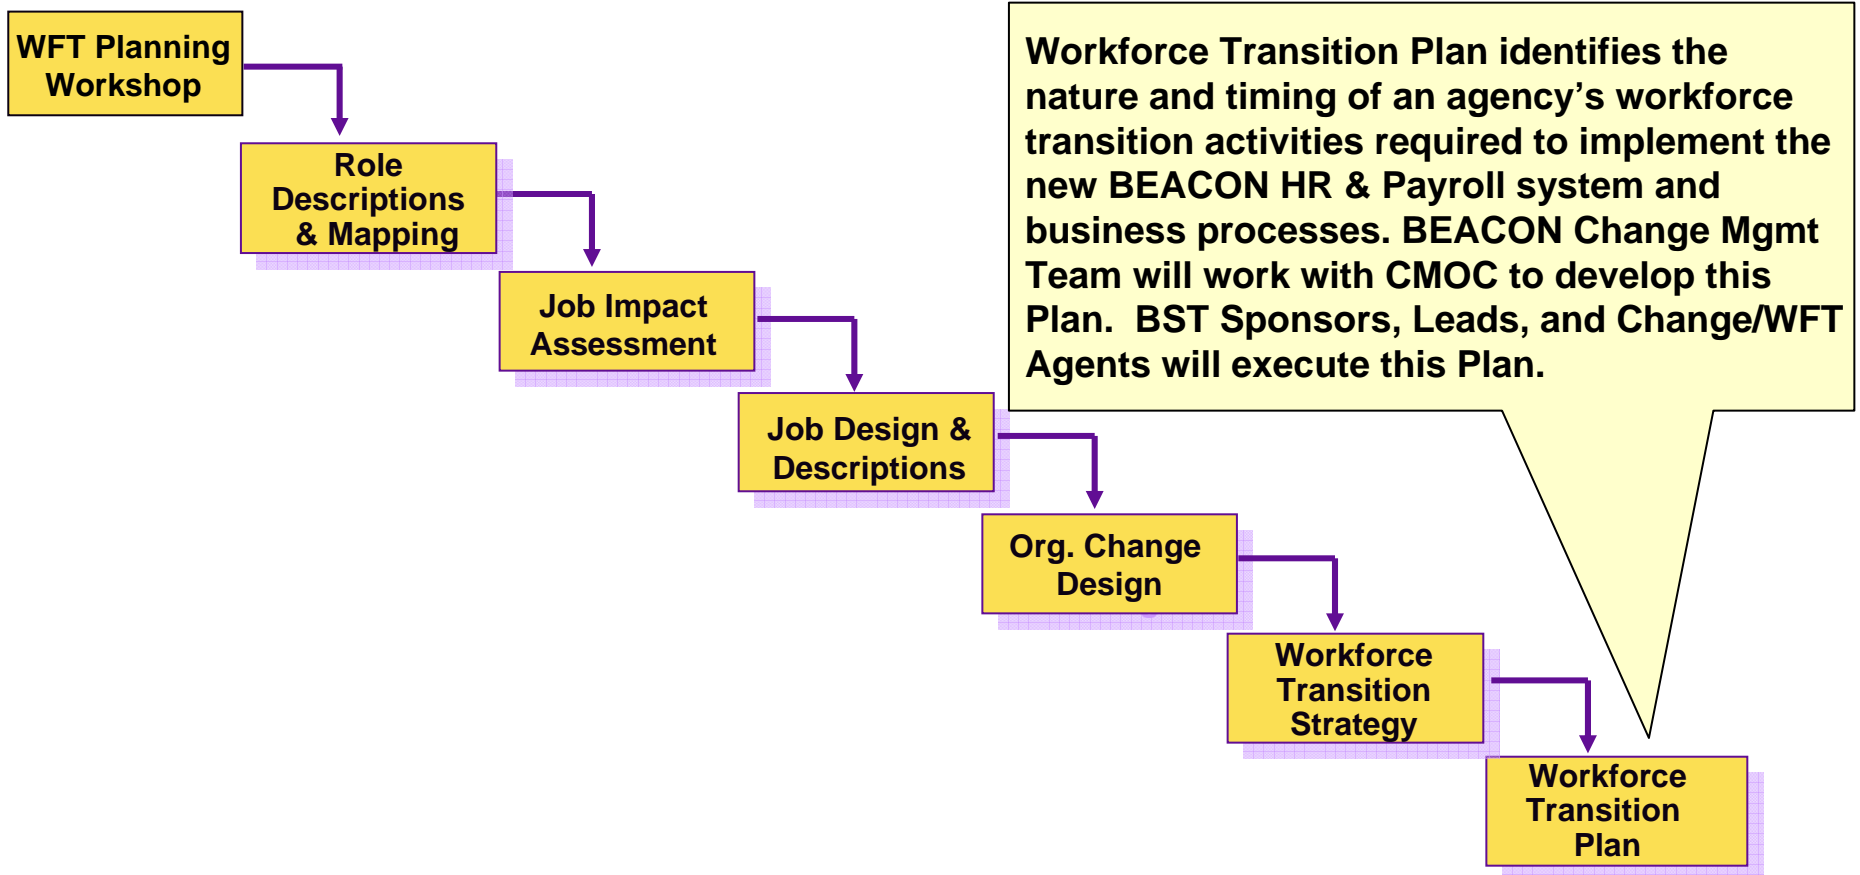 WFT Planning
Workshop
Role
Descriptions
& Mapping
Job Impact
Assessment
Job Design &
Descriptions
Org. Change
Design
Workforce
Transition
Strategy
Workforce
Transition
Plan
Workforce Transition Plan identifies the
nature and timing of an agency’s workforce
transition activities required to implement the
new BEACON HR & Payroll system and
business processes. BEACON Change Mgmt
Team will work with CMOC to develop this
Plan.  BST Sponsors, Leads, and Change/WFT
Agents will execute this Plan.